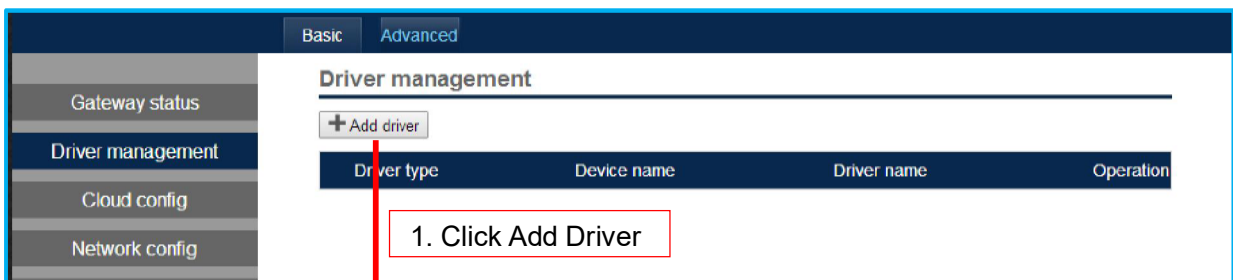 Basic Advanced
Driver management
Gateway status
Add driver
Driver management
Driver type Device name Driver name Operation
Cloud config
1. Click Add Driver
Network config